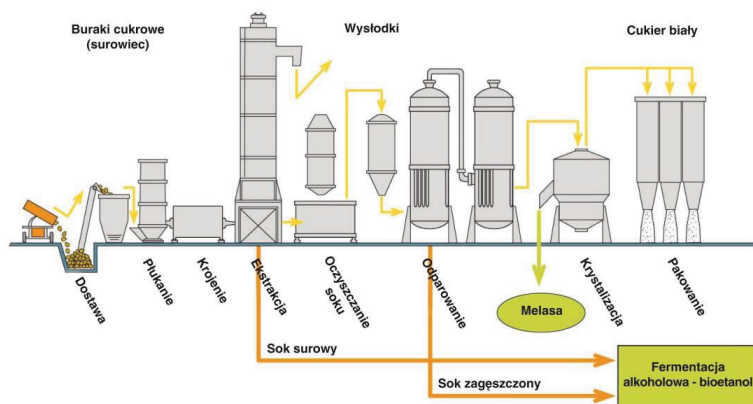 Buraki cukrowe
(surowiec)
Wysłodki
Cukier biały
Dostawa
Płukanie
Krojenie
Ekstrakcja
Oczyszczanie
soku
Odparowanie
Krystalizacja
Pakowanie
Melasa
Sok surowy
Sok zagęszczony
Fermentacja
alkoholowa - bioetanol